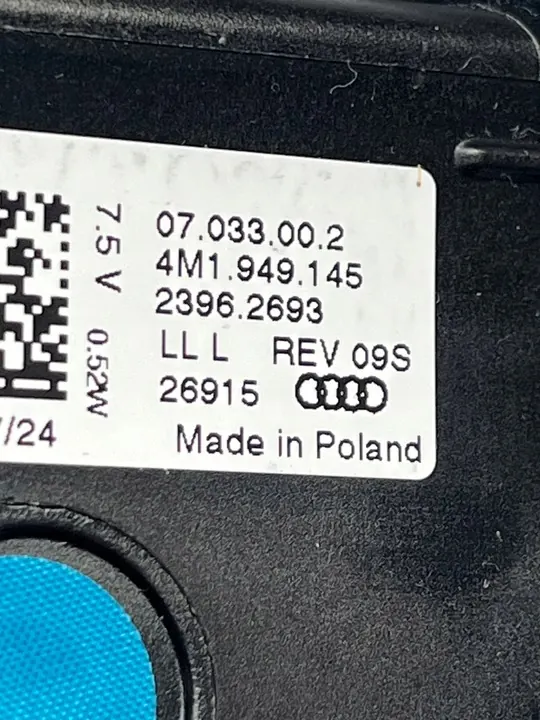 07.033.00.2
4M1.949.145
2396.2693
LL L REV 09S
26915
Made in Poland
7.5 V 0.52W
/24